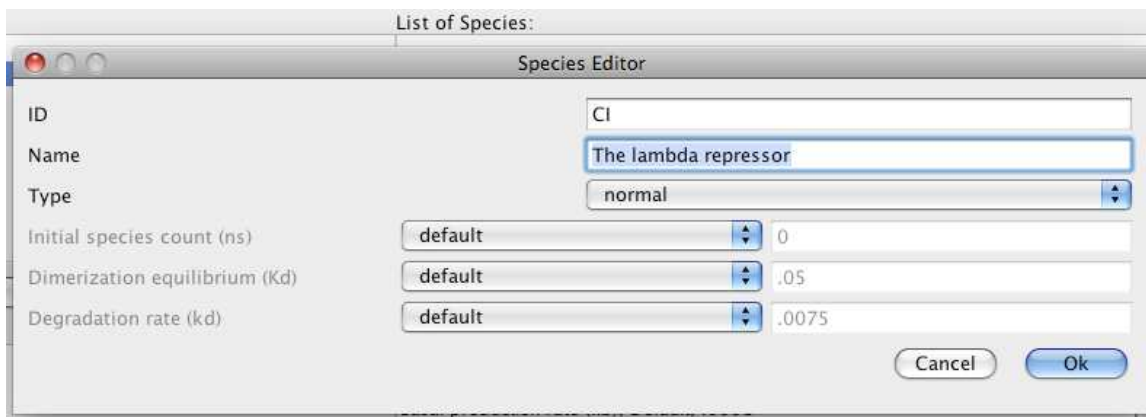 List of Species:
Species Editor
ID CI
Name The lambda repressor
Type normal
Initial species count (ns) default 0
Dimerization equilibrium (Kd) default .05
Degradation rate (kd) default .0075
Cancel Ok